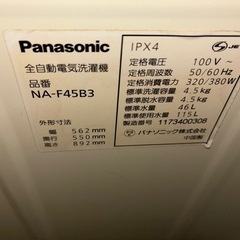 Panasonic
全自動電気洗濯機
品番
NA-F45B3
外形寸法
幅 562mm
奥行 550mm
高さ 892mm
IPX4
JE
定格電圧 100V~
定格周波数 50/60Hz
定格消費電力 320/380W
標準洗濯容量 4.5kg
標準脱水容量 4.5kg
標準水量 46L
標準使用水量 115L
製造番号 1173400308
パナソニック株式会社
中国製